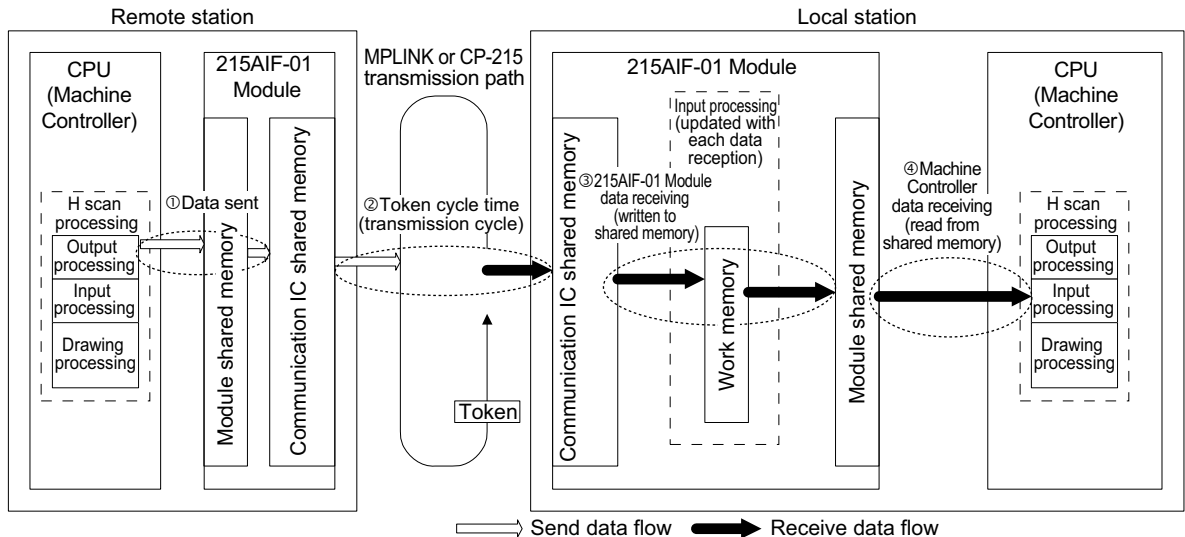 Remote station
Local station
CPU
(Machine
Controller)
215AIF-01
Module
MPLINK or CP-215
transmission path
215AIF-01 Module
CPU
(Machine
Controller)
H scan
processing
Output
processing
Input
processing
Drawing
processing
①Data sent
Module shared memory
Communication IC shared memory
②Token cycle time
(transmission cycle)
Token
Communication IC shared memory
③215AIF-01 Module
data receiving
(written to
shared memory)
Input processing
(updated with
each data
reception)
Work memory
Module shared memory
④Machine
Controller
data receiving
(read from
shared memory)
H scan
processing
Output
processing
Input
processing
Drawing
processing
Send data flow
Receive data flow